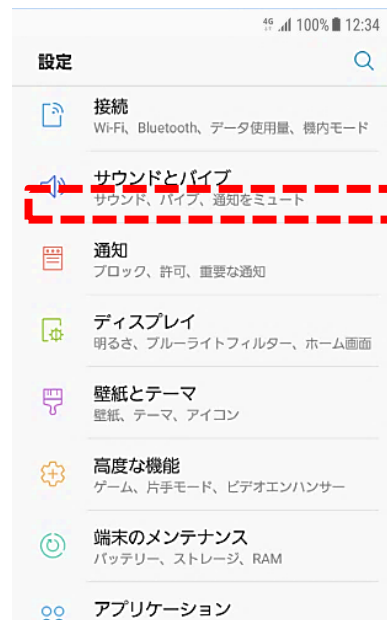 4G 100% 12:34
設定
接続
Wi-Fi、Bluetooth、データ使用量、機内モード
サウンドとバイブ
サウンド、バイブ、通知をミュート
通知
ブロック、許可、重要な通知
ディスプレイ
明るさ、ブルーライトフィルター、ホーム画面
壁紙とテーマ
壁紙、テーマ、アイコン
高度な機能
ゲーム、片手モード、ビデオエンハンサー
端末のメンテナンス
バッテリー、ストレージ、RAM
アプリケーション